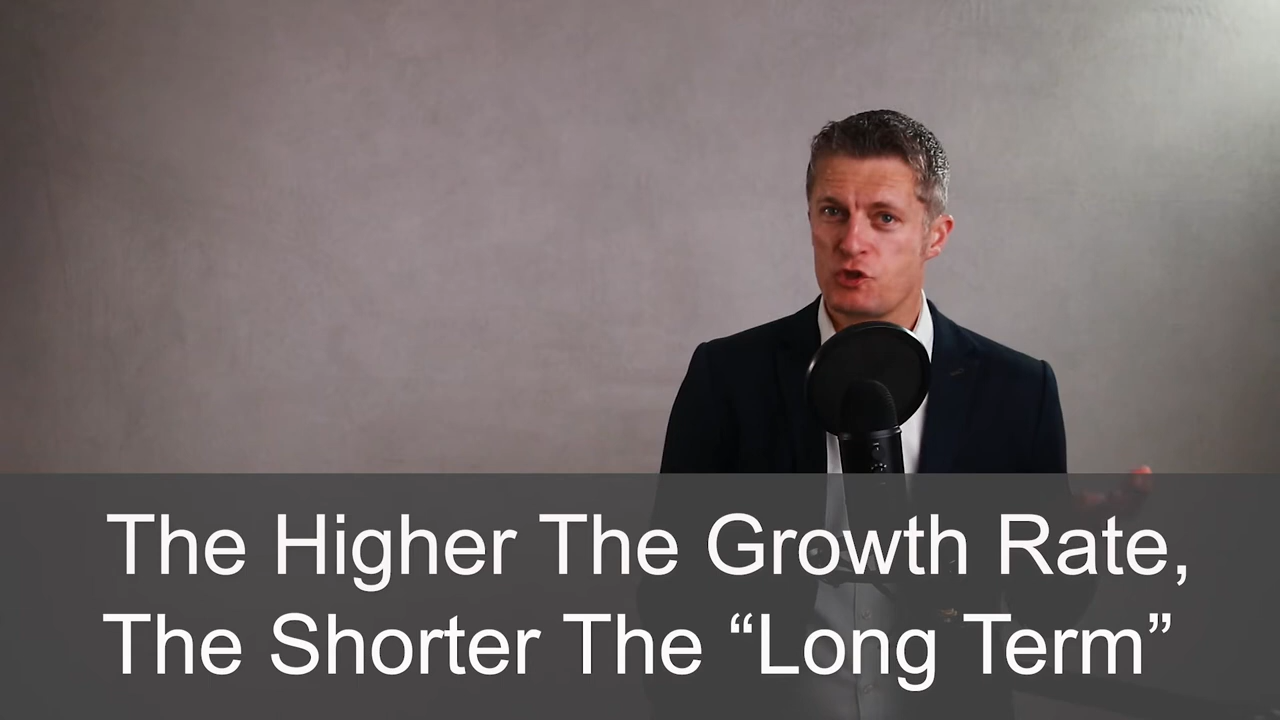 The Higher The Growth Rate,
The Shorter The “Long Term”